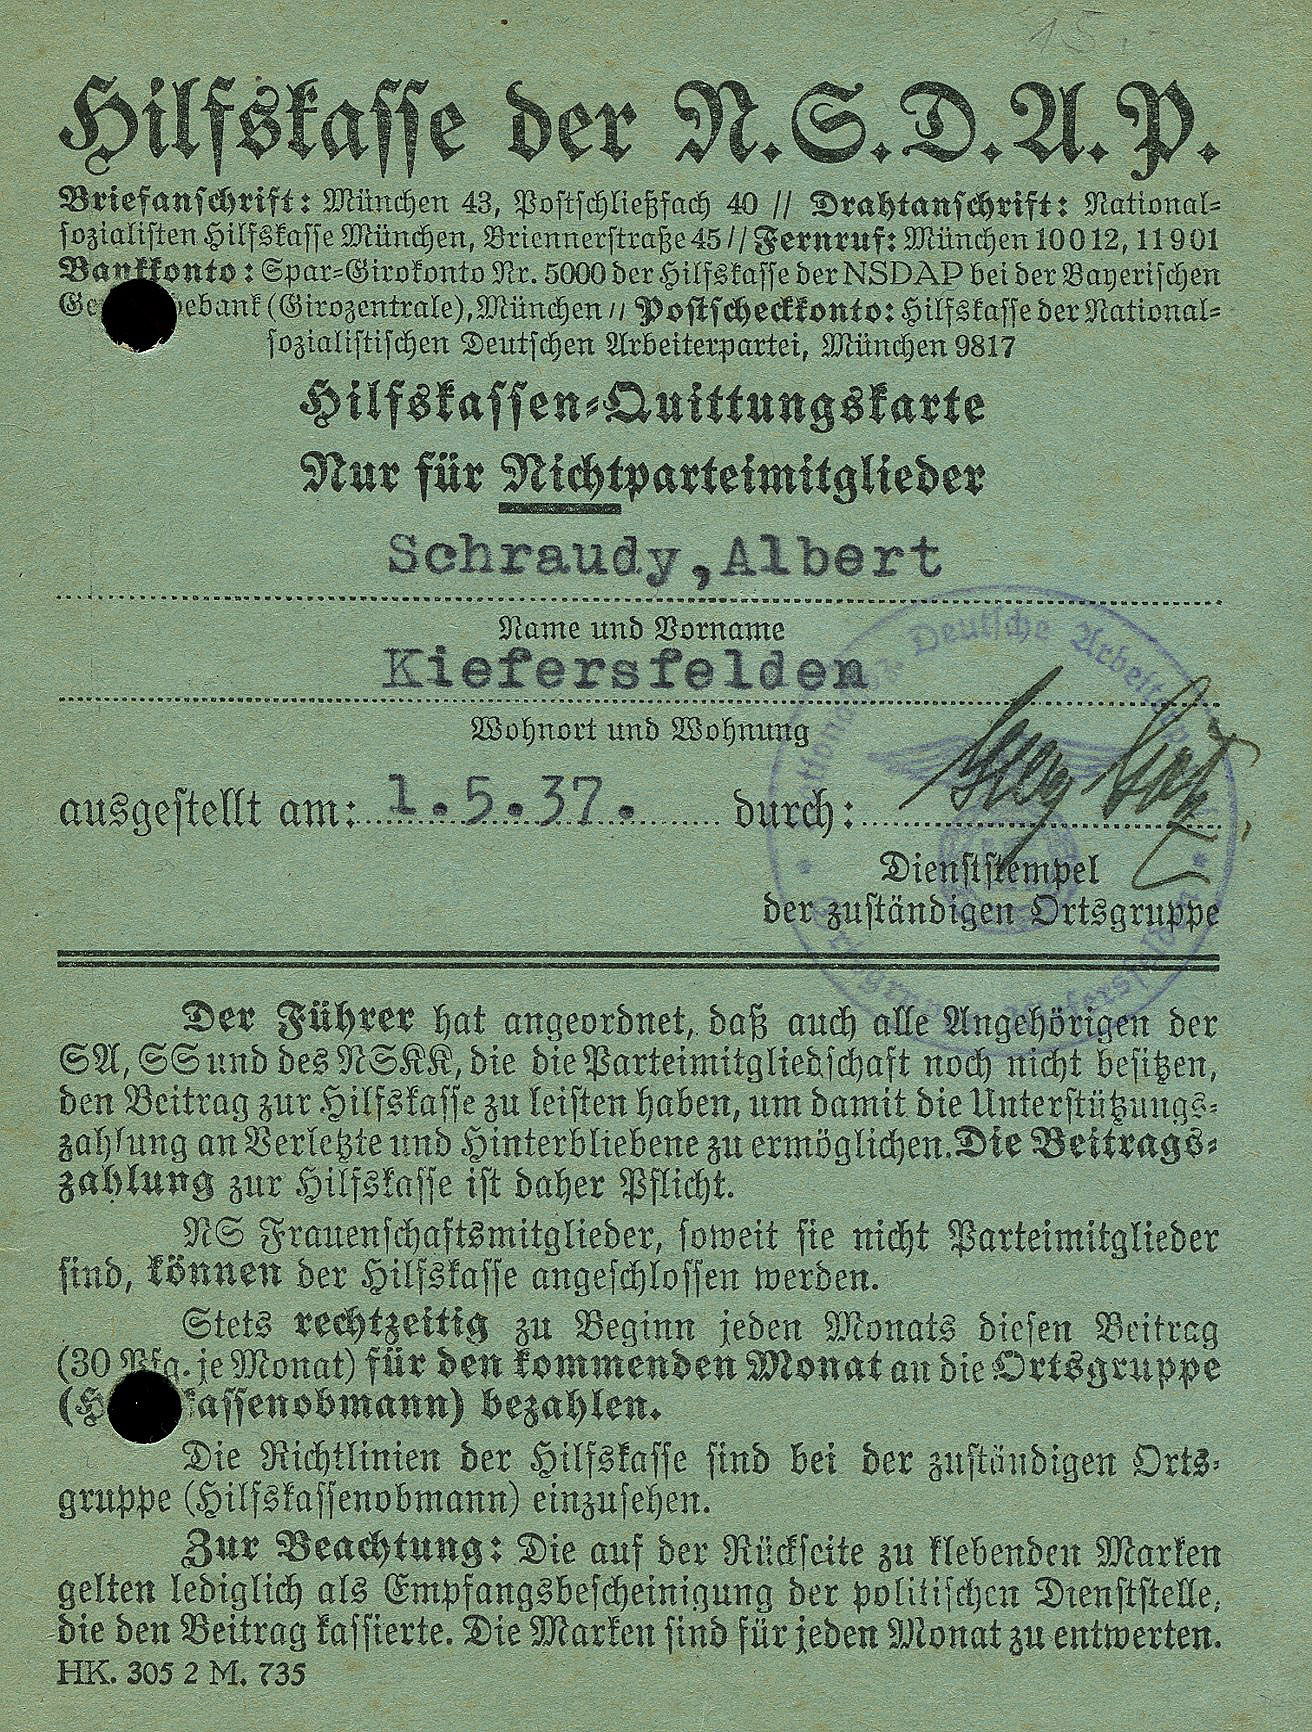 15.-
Hilfskasse der N.S.D.A.P.
Briefanschrift: München 43, Postschließfach 40 // Drahtanschrift: National-
sozialisten Hilfskasse München, Briennerstraße 45 // Fernruf: München 10012, 11901
Bankkonto: Spar-Girokonto Nr. 5000 der Hilfskasse der NSDAP bei der Bayerischen
Ge ebank (Girozentrale), München // Postscheckkonto: Hilfskasse der National-
sozialistischen Deutschen Arbeiterpartei, München 9817
Hilfskassen-Quittungskarte
Nur für Nichtparteimitglieder
Schraudy, Albert
Name und Vorname
Kiefersfelden
Wohnort und Wohnung
ausgestellt am: 1.5.37. durch:
Deutsche Arbeiterp
Dienststempel
der zuständigen Ortsgruppe
Der Führer hat angeordnet, daß auch alle Angehörigen der
SA, SS und des NSKK, die die Parteimitgliedschaft noch nicht besitzen,
den Beitrag zur Hilfskasse zu leisten haben, um damit die Unterstützungs-
zahlung an Verletzte und Hinterbliebene zu ermöglichen. Die Beitrags-
zahlung zur Hilfskasse ist daher Pflicht.
NS Frauenschaftsmitglieder, soweit sie nicht Parteimitglieder
sind, können der Hilfskasse angeschlossen werden.
Stets rechtzeitig zu Beginn jeden Monats diesen Beitrag
(30 Pfg. je Monat) für den kommenden Monat an die Ortsgruppe
(H kassenobmann) bezahlen.
Die Richtlinien der Hilfskasse sind bei der zuständigen Orts-
gruppe (Hilfskassenobmann) einzusehen.
Zur Beachtung: Die auf der Rückseite zu klebenden Marken
gelten lediglich als Empfangsbescheinigung der politischen Dienststelle,
die den Beitrag kassierte. Die Marken sind für jeden Monat zu entwerten.
HK. 305 2 M. 735